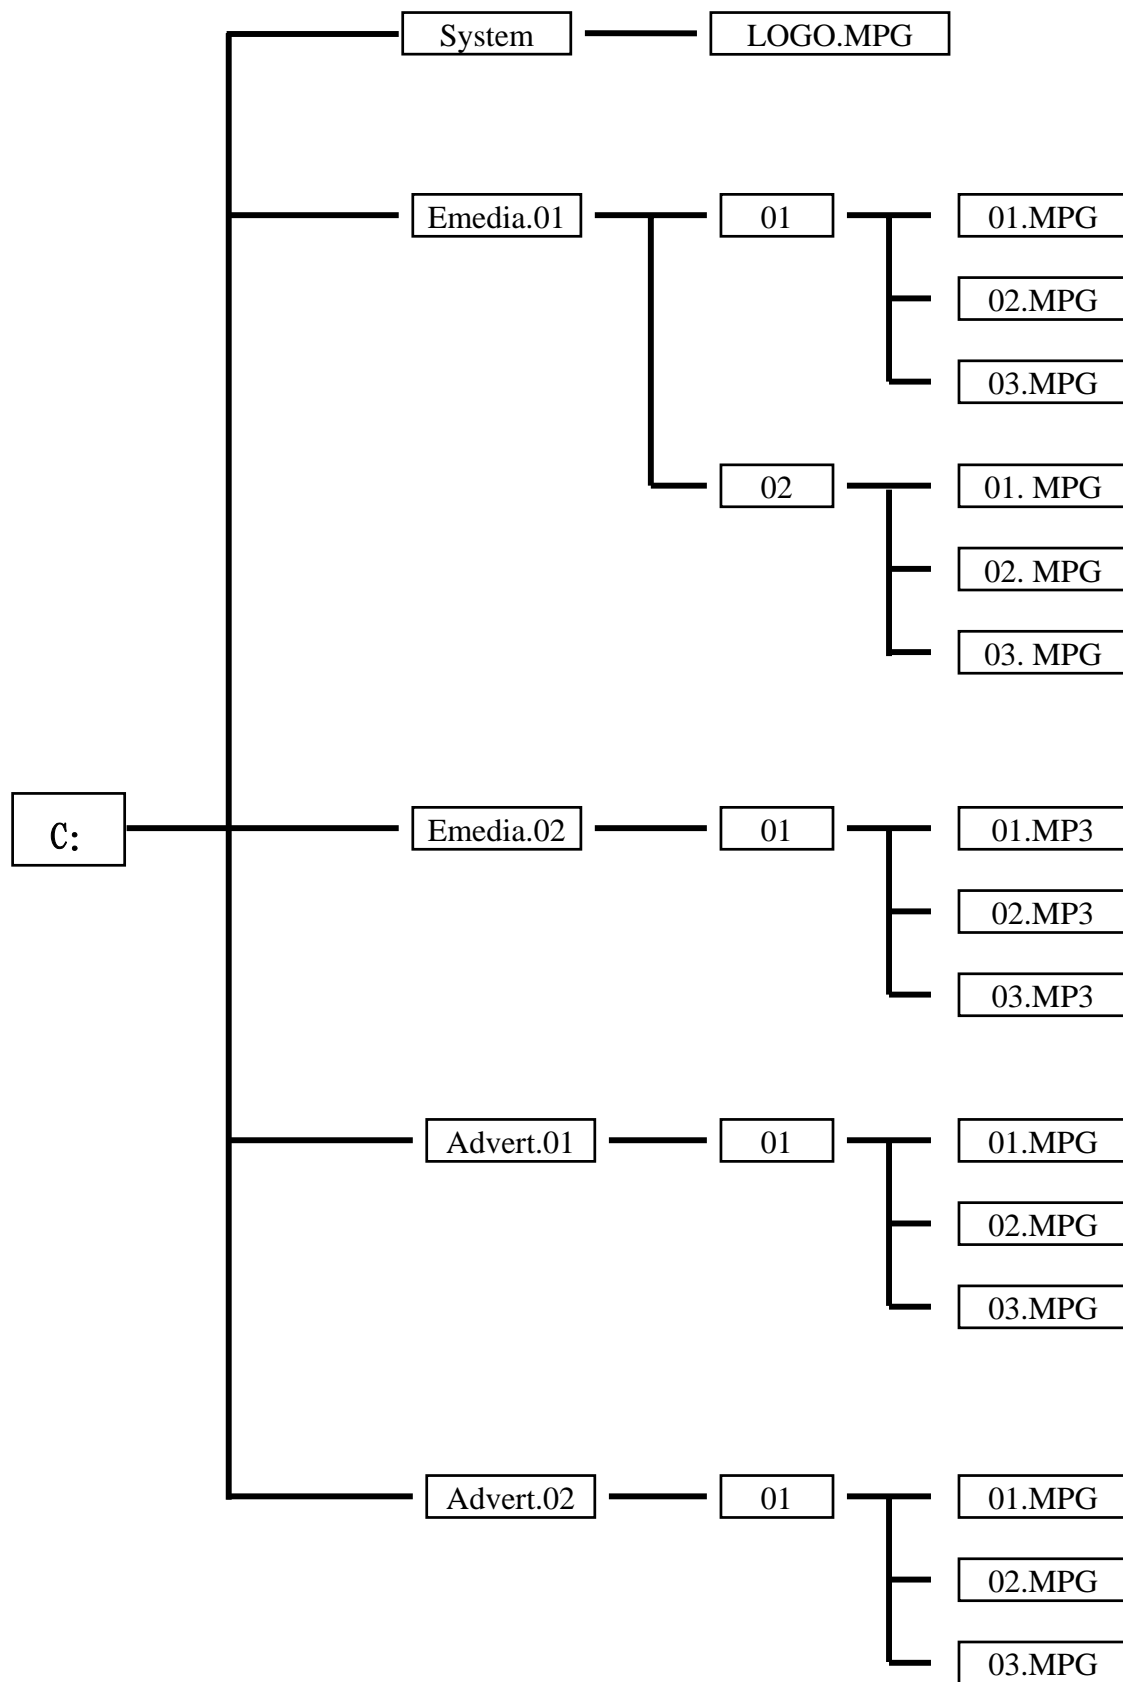 System LOGO.MPG
Emedia.01 01 01.MPG
02.MPG
03.MPG
02 01. MPG
02. MPG
03. MPG
C: Emedia.02 01 01.MP3
02.MP3
03.MP3
Advert.01 01 01.MPG
02.MPG
03.MPG
Advert.02 01 01.MPG
02.MPG
03.MPG